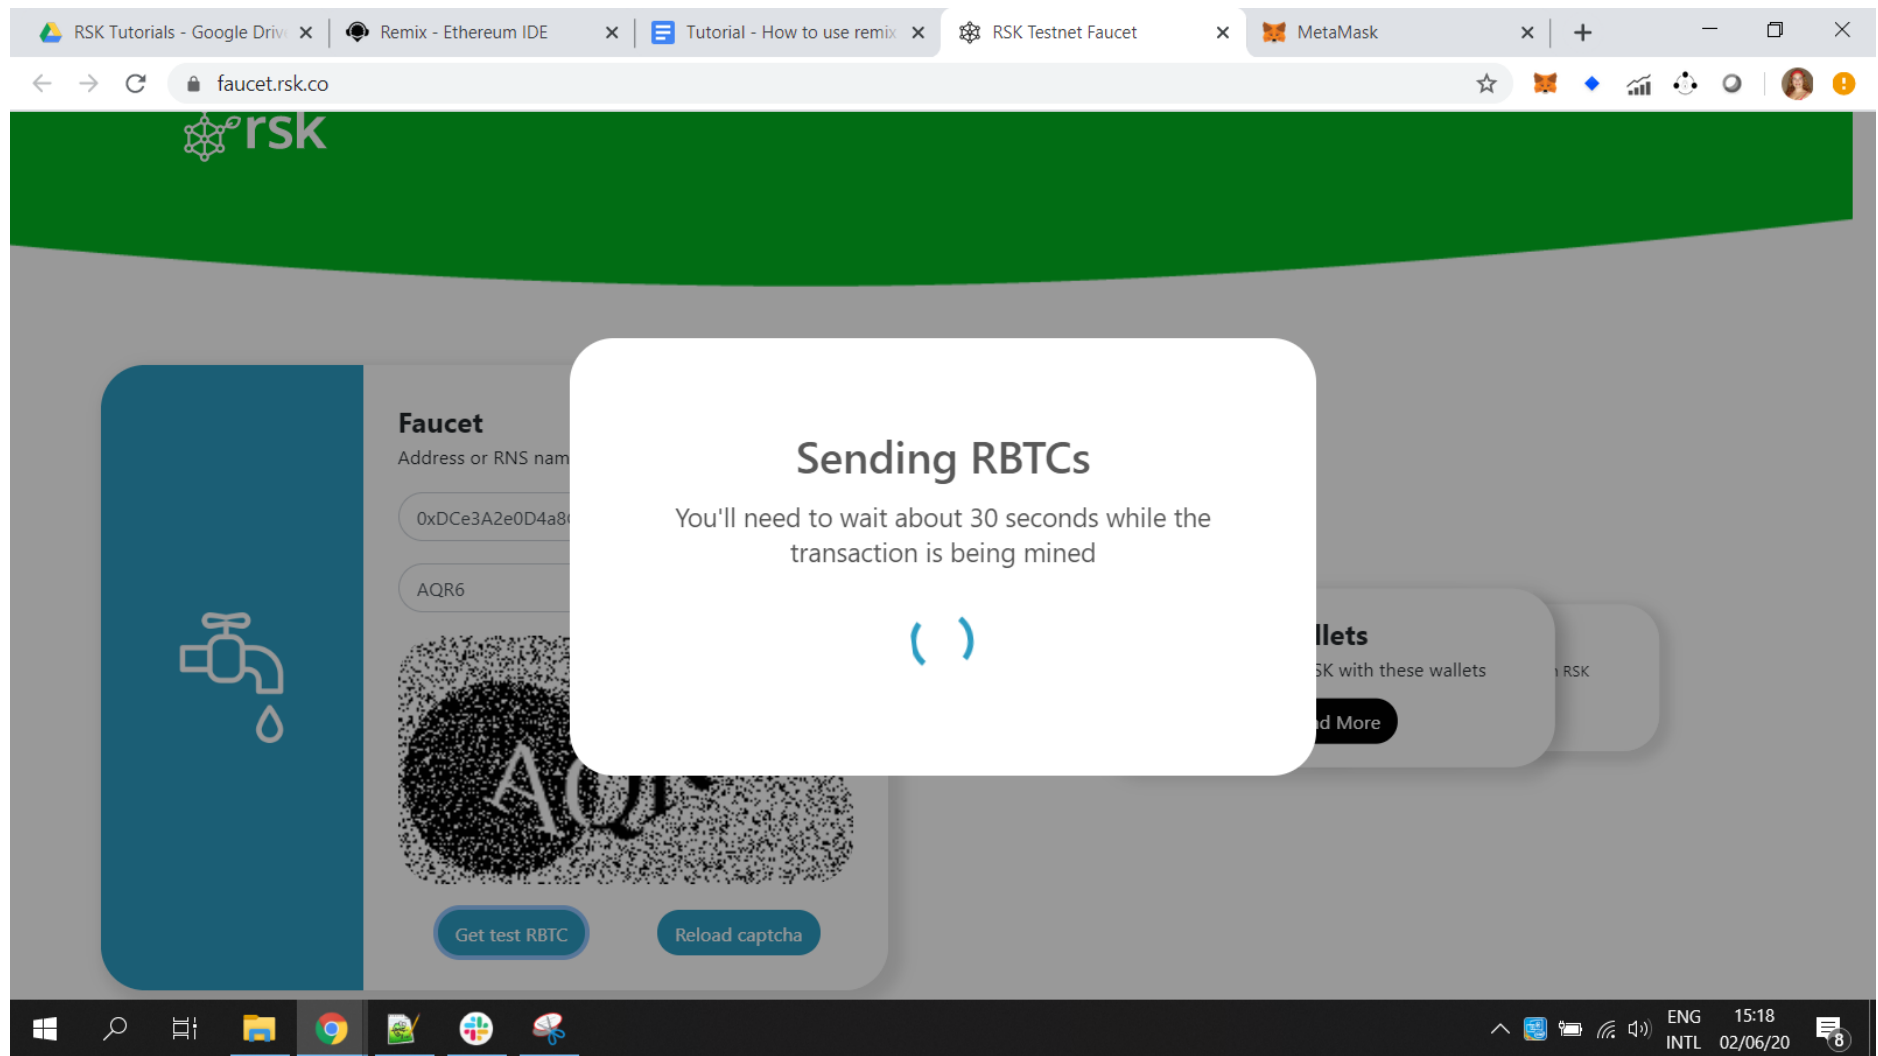 RSK Tutorials - Google Driv
Remix - Ethereum IDE
Tutorial - How to use remix
RSK Testnet Faucet
MetaMask
faucet.rsk.co
rsk
Faucet
Address or RNS nam
0xDCe3A2e0D4a8
AQR6
AQR
Get test RBTC
Reload captcha
Sending RBTCs
You'll need to wait about 30 seconds while the
transaction is being mined
llets
SK with these wallets
d More
n RSK
ENG
INTL
15:18
02/06/20
8